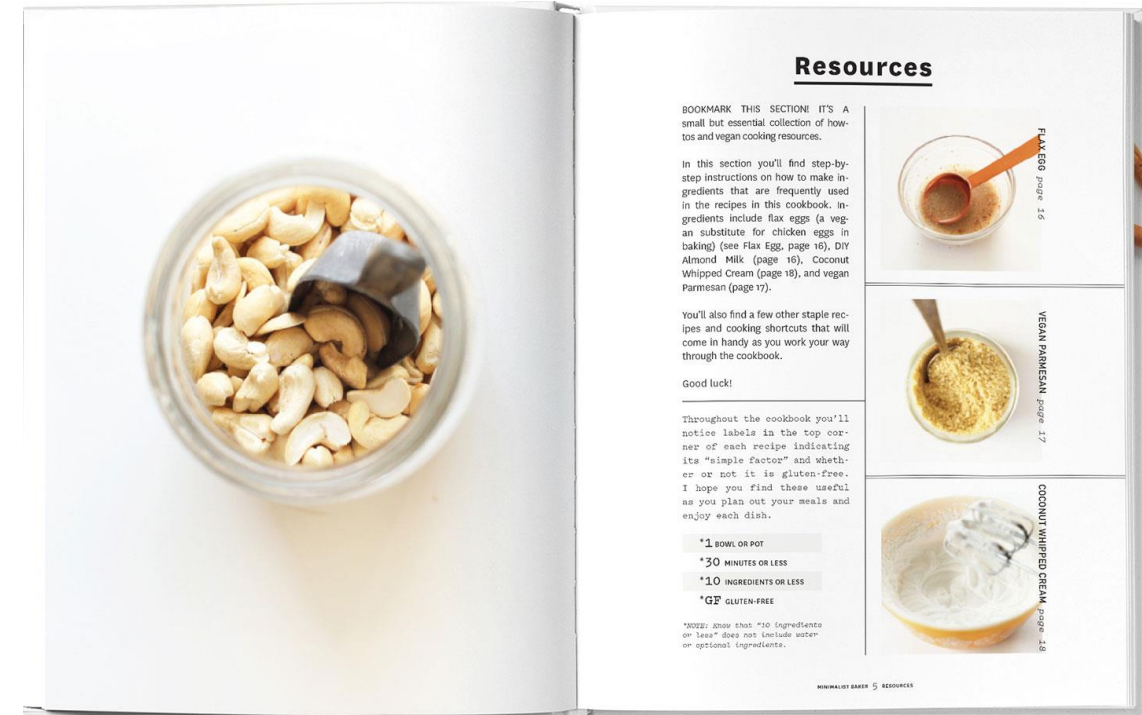 Resources
BOOKMARK THIS SECTION! IT'S A
small but essential collection of how-
tos and vegan cooking resources.
In this section you'll find step-by-
step instructions on how to make in-
gredients that are frequently used
in the recipes in this cookbook. In-
gredients include flax eggs (a veg-
an substitute for chicken eggs in
baking) (see Flax Egg, page 16), DIY
Almond Milk (page 16), Coconut
Whipped Cream (page 18), and vegan
Parmesan (page 17).
You'll also find a few other staple rec-
ipes and cooking shortcuts that will
come in handy as you work your way
through the cookbook.
Good luck!
Throughout the cookbook you'll
notice labels in the top cor-
ner of each recipe indicating
its "simple factor" and wheth-
er or not it is gluten-free.
I hope you find these useful
as you plan out your meals and
enjoy each dish.
*1 BOWL OR POT
*30 MINUTES OR LESS
*10 INGREDIENTS OR LESS
*GF GLUTEN-FREE
*NOTE: Know that "10 ingredients
or less" does not include water
or optional ingredients.
FLAX EGG page 16
VEGAN PARMESAN page 17
COCONUT WHIPPED CREAM page 18
MINIMALIST BAKER 5 RESOURCES